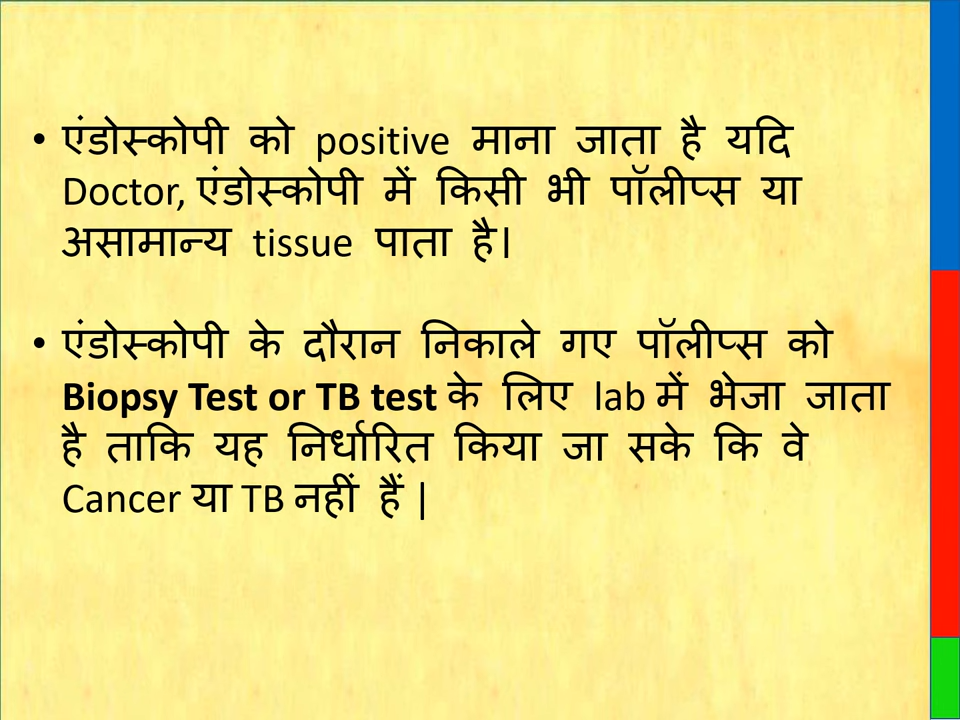 • एंडोस्कोपी को positive माना जाता है यदि
Doctor, एंडोस्कोपी में किसी भी पॉलीप्स या
असामान्य tissue पाता है।
• एंडोस्कोपी के दौरान निकाले गए पॉलीप्स को
Biopsy Test or TB test के लिए lab में भेजा जाता
है ताकि यह निर्धारित किया जा सके कि वे
Cancer या TB नहीं हैं |